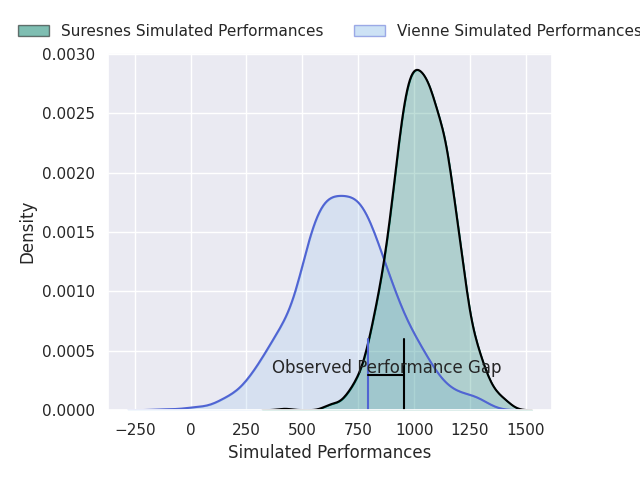 Suresnes Simulated Performances Vienne Simulated Performances
0.0030
0.0025
0.0020
0.0015
0.0010
0.0005
0.0000
Density
Observed Performance Gap
−250 0 250 500 750 1000 1250 1500
Simulated Performances